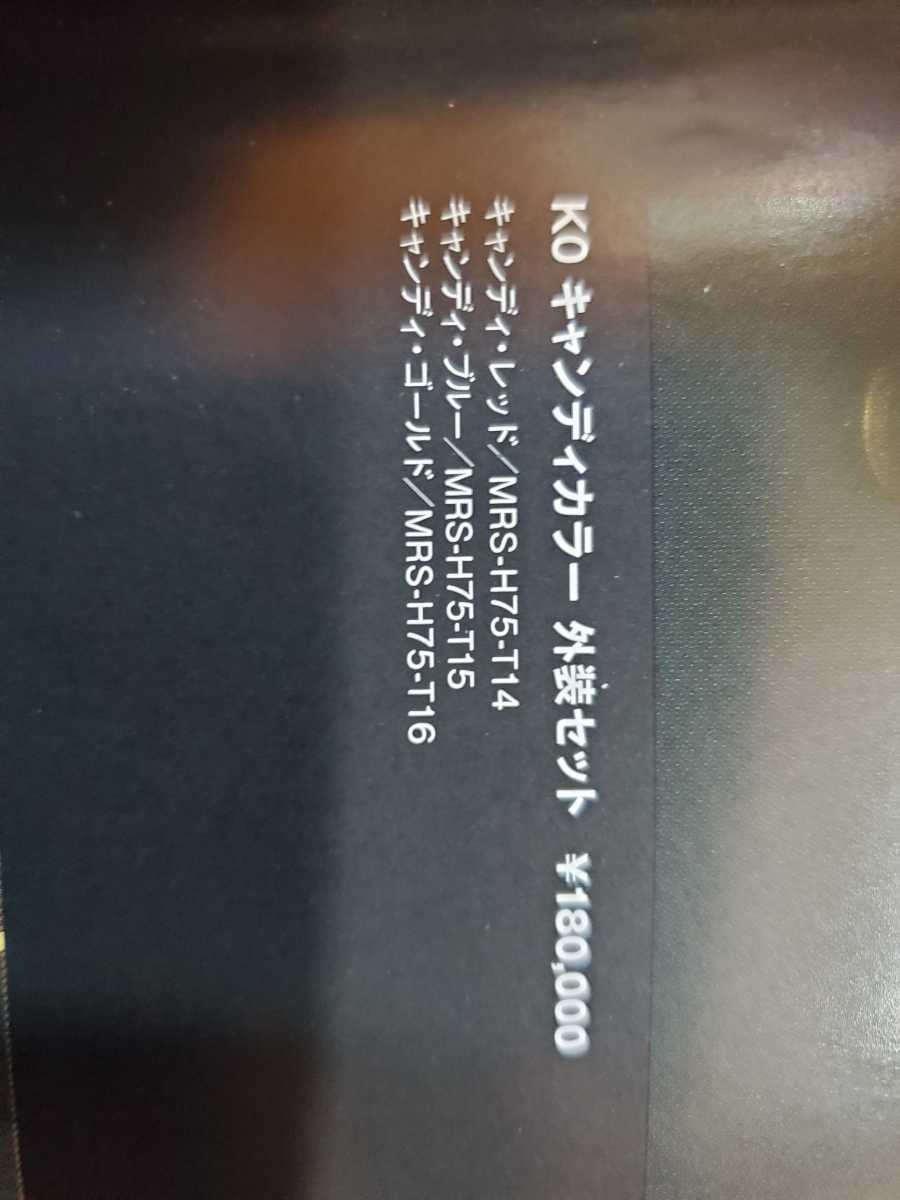 K0 キャンディカラー 外装セット ¥180,000
キャンディ・レッド／MRS-H75-T14
キャンディ・ブルー／MRS-H75-T15
キャンディ・ゴールド／MRS-H75-T16